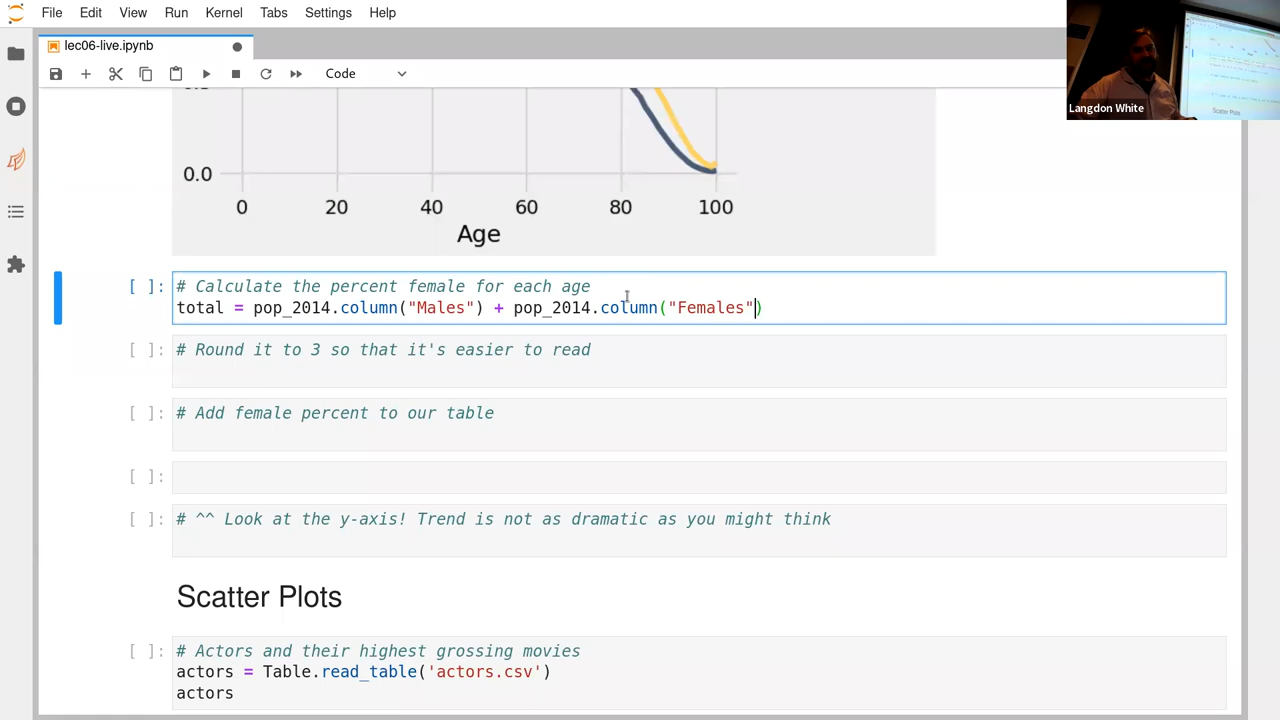 File Edit View Run Kernel Tabs Settings Help
lec06-live.ipynb
Code
0.0
0 20 40 60 80 100
Age
[ ]: # Calculate the percent female for each age
total = pop_2014.column("Males") + pop_2014.column("Females")
[ ]: # Round it to 3 so that it's easier to read
[ ]: # Add female percent to our table
[ ]:
[ ]: # ^^ Look at the y-axis! Trend is not as dramatic as you might think
Scatter Plots
[ ]: # Actors and their highest grossing movies
actors = Table.read_table('actors.csv')
actors
Langdon White
Scatter Plots